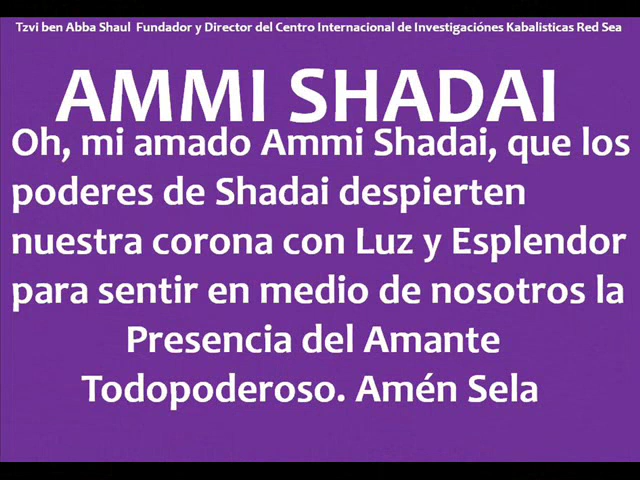 Tzvi ben Abba Shaul Fundador y Director del Centro Internacional de Investigaciónes Kabalisticas Red Sea
AMMI SHADAI
Oh, mi amado Ammi Shadai, que los
poderes de Shadai despierten
nuestra corona con Luz y Esplendor
para sentir en medio de nosotros la
Presencia del Amante
Todopoderoso. Amén Sela